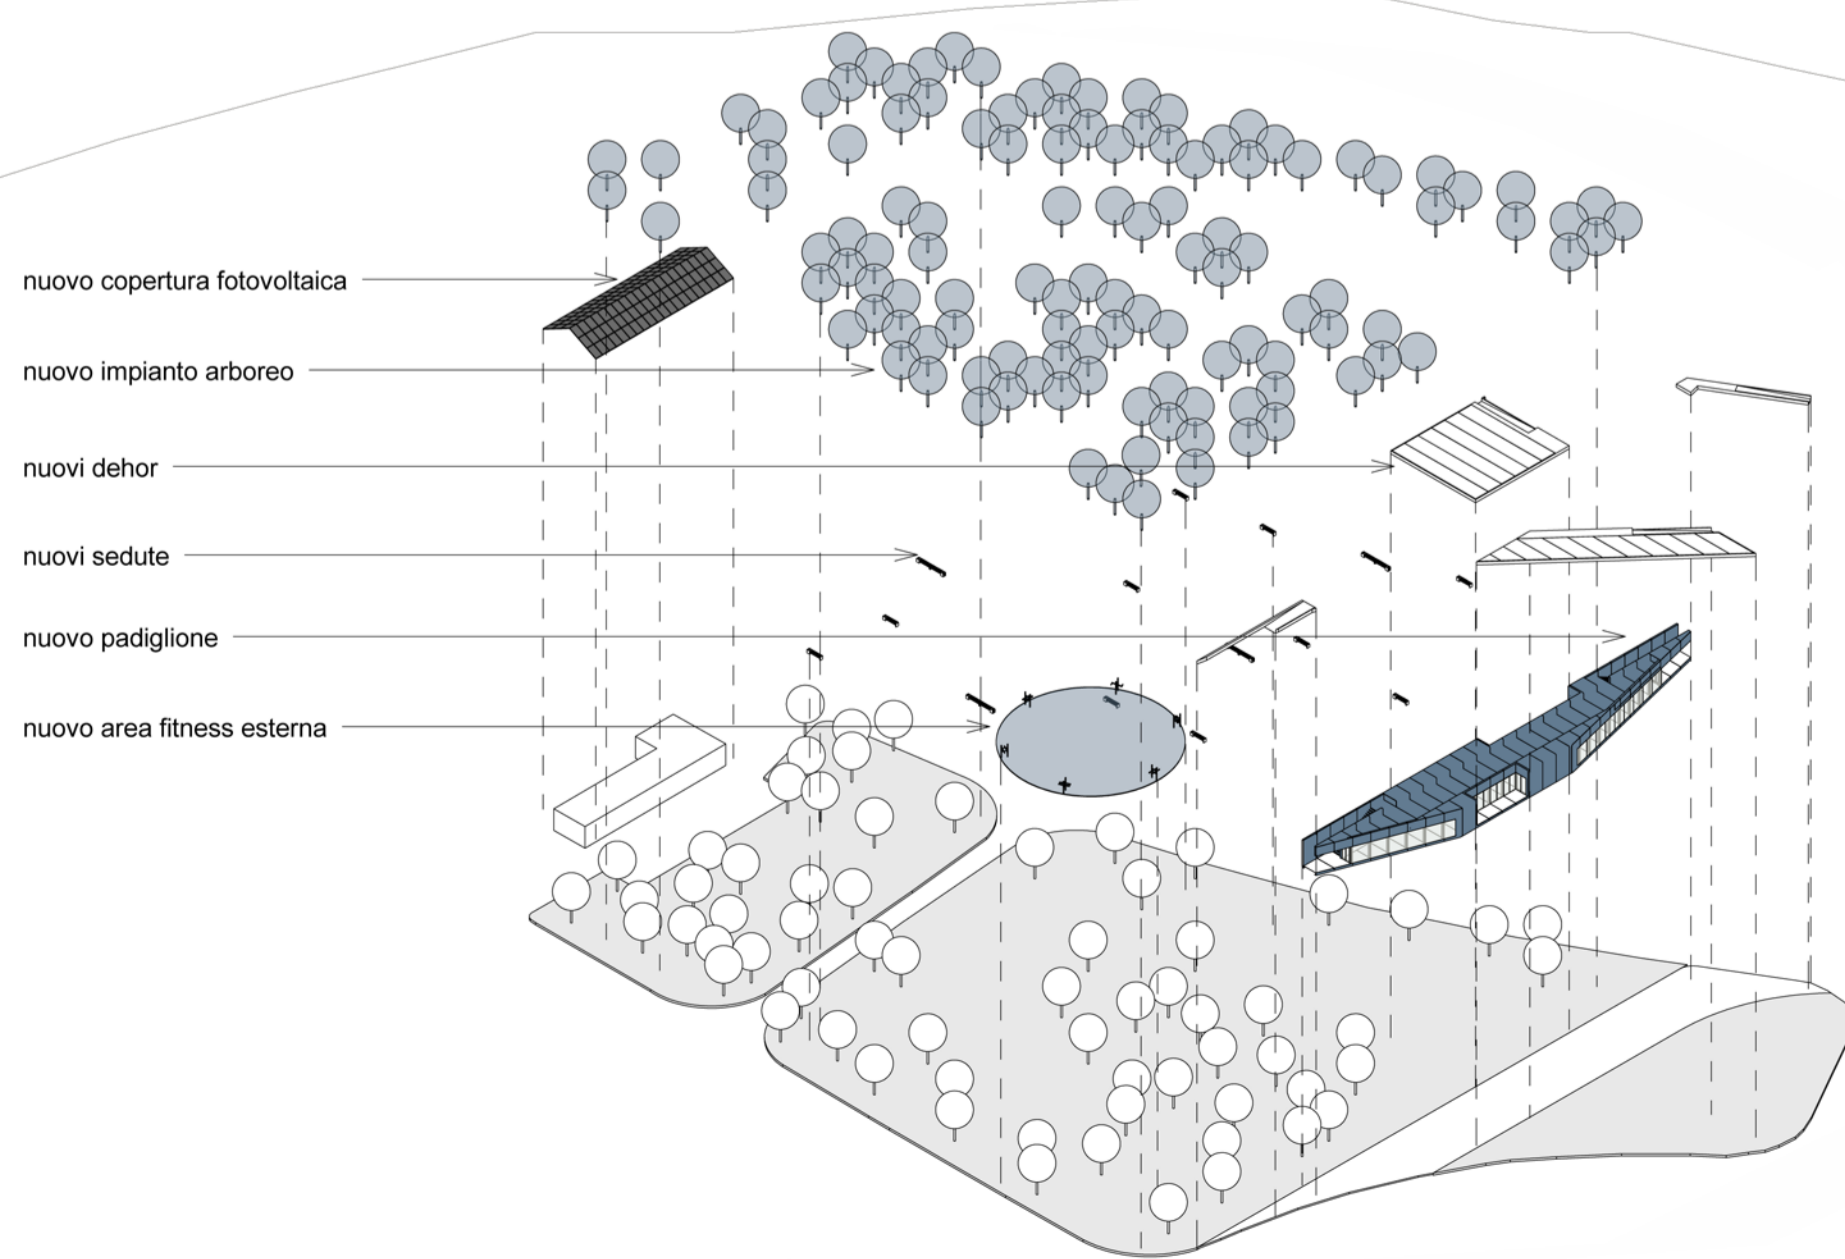 nuovo copertura fotovoltaica
nuovo impianto arboreo
nuovi dehor
nuovi sedute
nuovo padiglione
nuovo area fitness esterna